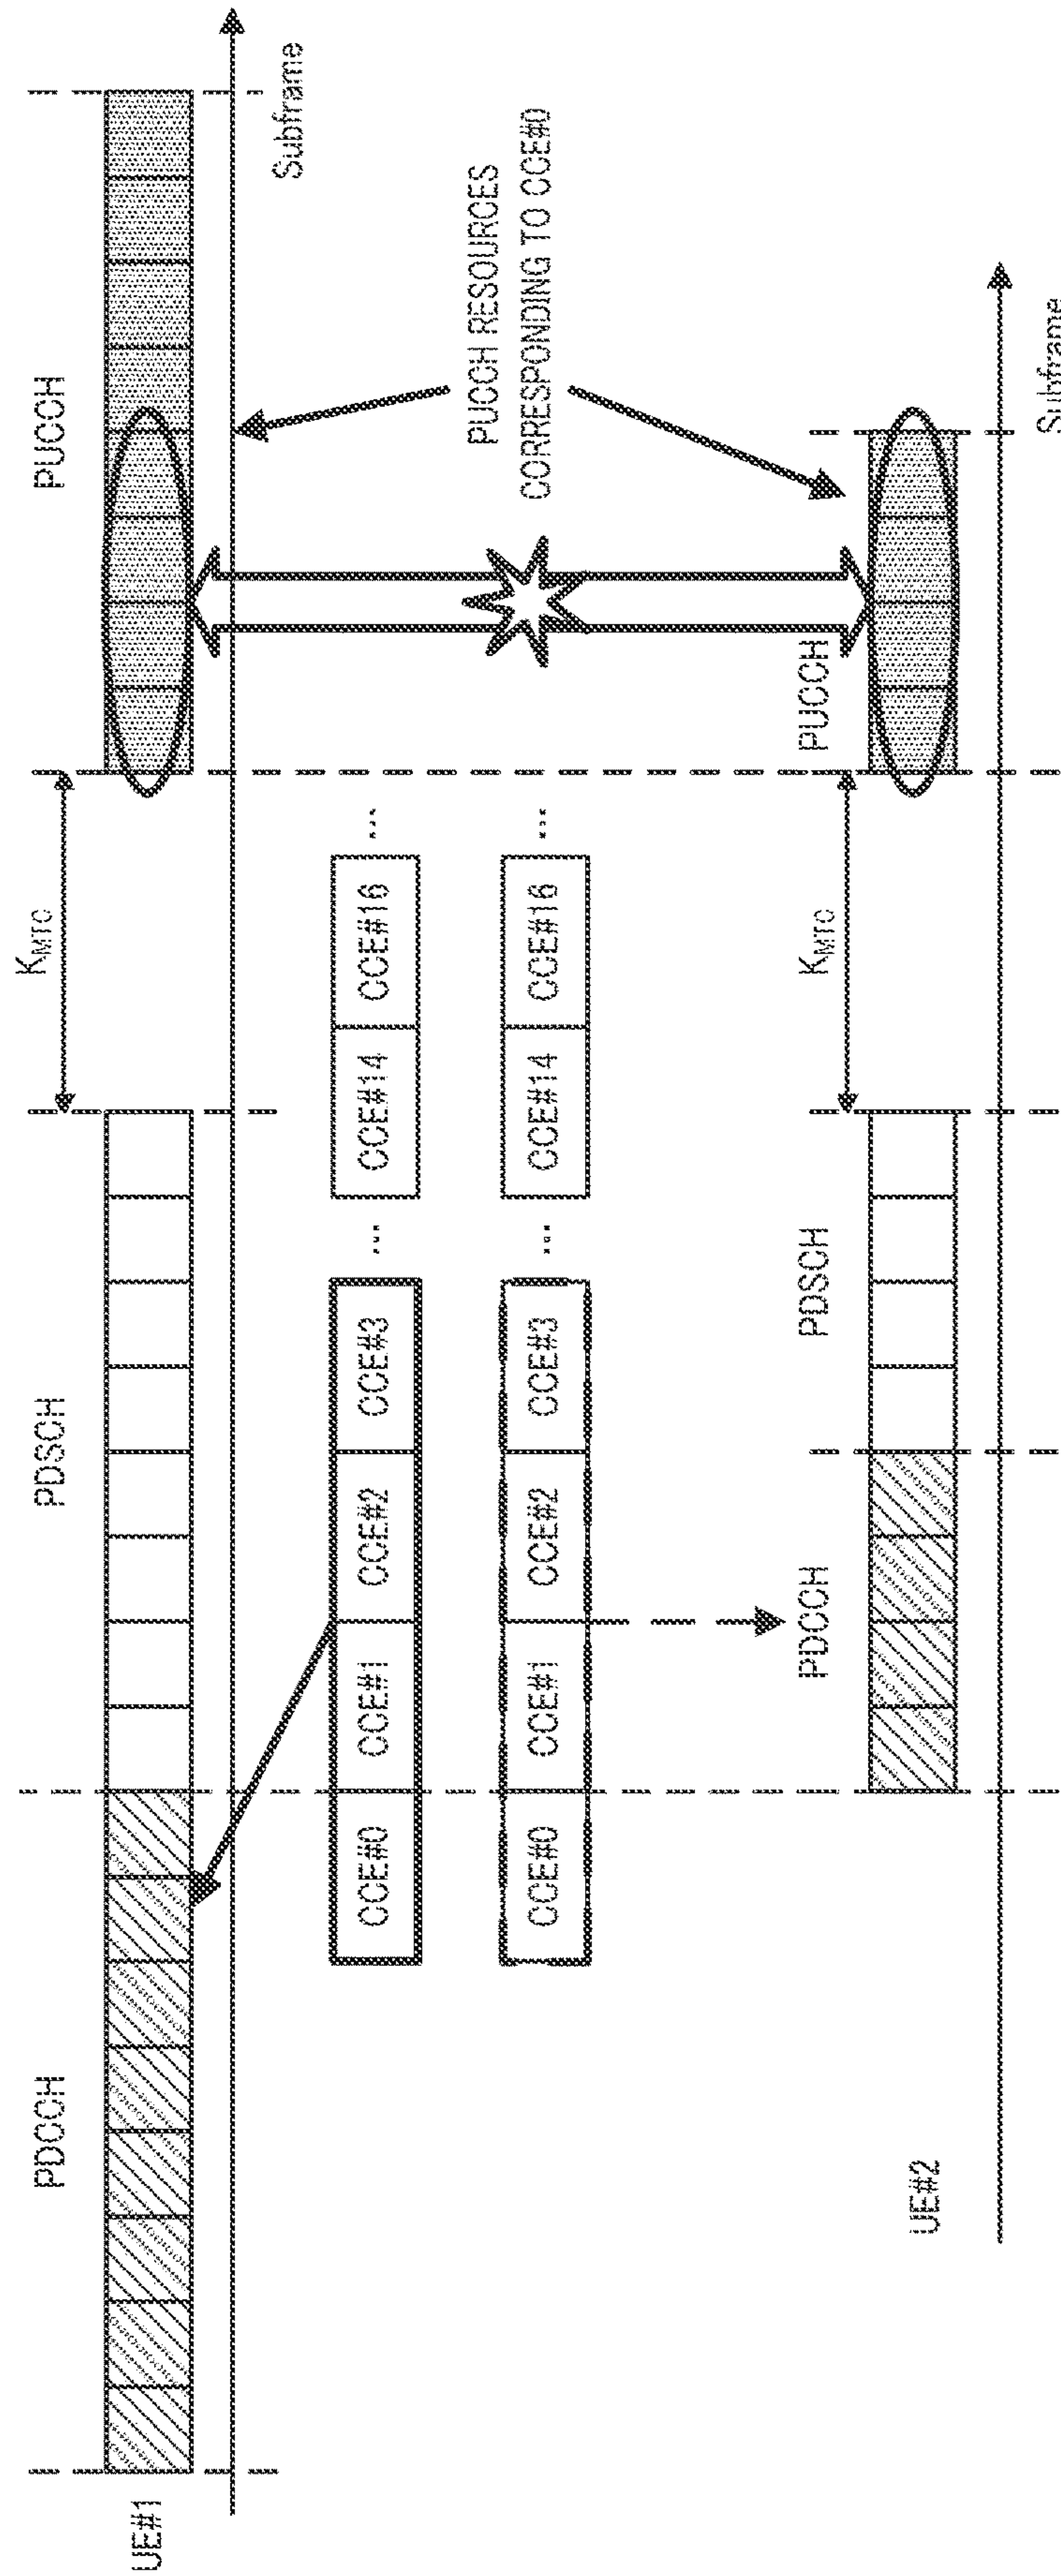 PDCCH
PDSCH
K_MTC
PUCCH
UE#1
Subframe
CCE#0 CCE#1 CCE#2 CCE#3 ... CCE#14 CCE#16 ...
PUCCH RESOURCES
CORRESPONDING TO CCE#0
CCE#0 CCE#1 CCE#2 CCE#3 ... CCE#14 CCE#16 ...
PDCCH
PDSCH
K_MTC
PUCCH
UE#2
Subframe